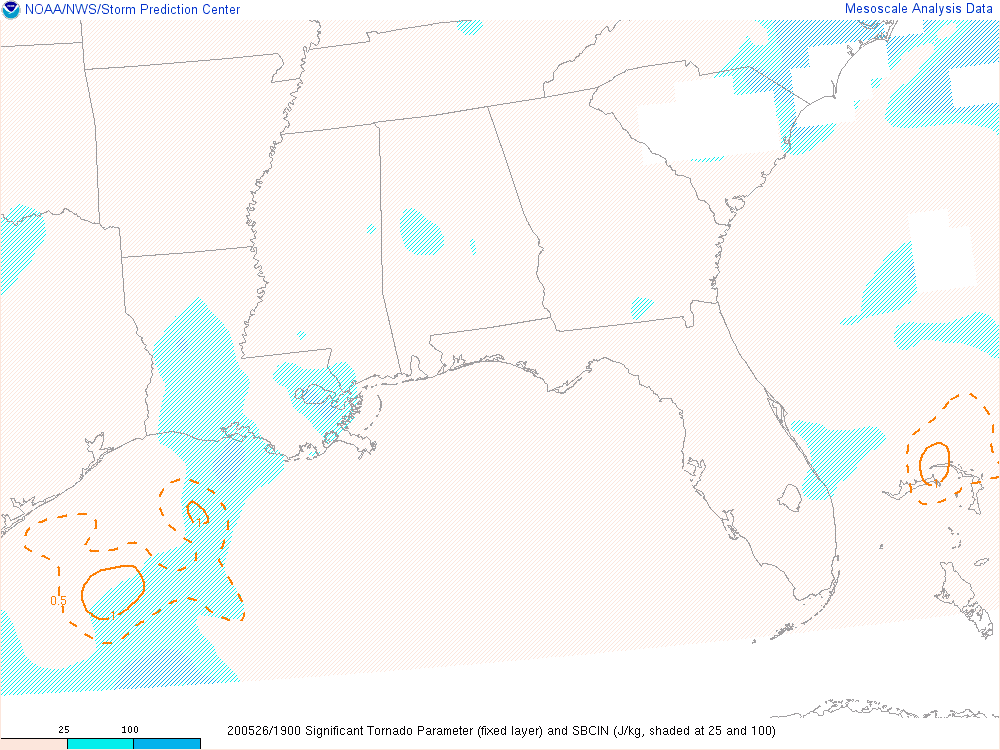 NOAA/NWS/Storm Prediction Center
Mesoscale Analysis Data
1
1
0.5
1
25 100
200526/1900 Significant Tornado Parameter (fixed layer) and SBCIN (J/kg, shaded at 25 and 100)